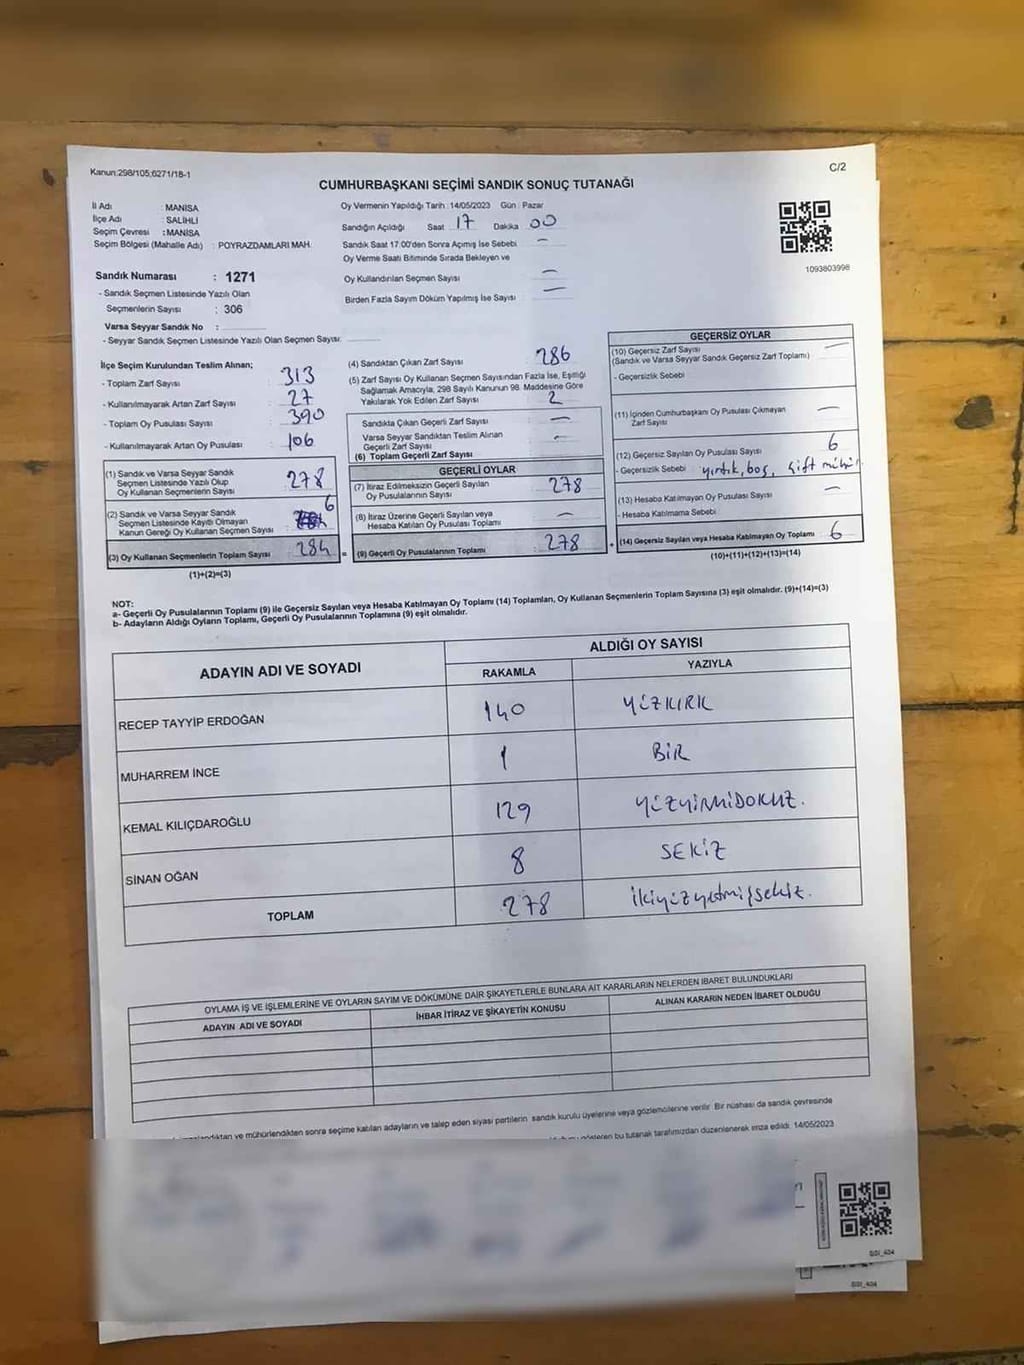 Kanun:298/105;6271/18-1
C/2
CUMHURBAŞKANI SEÇİMİ SANDIK SONUÇ TUTANAĞI
İl Adı : MANİSA
İlçe Adı : SALİHLİ
Seçim Çevresi : MANİSA
Seçim Bölgesi (Mahalle Adı) : POYRAZDAMLARI MAH.
Sandık Numarası : 1271
- Sandık Seçmen Listesinde Yazılı Olan
Seçmenlerin Sayısı : 306
Varsa Seyyar Sandık No :
- Seyyar Sandık Seçmen Listesinde Yazılı Olan Seçmen Sayısı:
Oy Vermenin Yapıldığı Tarih : 14/05/2023 Gün : Pazar
Sandığın Açıldığı Saat 17 Dakika 00
Sandık Saat 17:00'den Sonra Açımış İse Sebebi —
Oy Verme Saati Bitiminde Sırada Bekleyen ve
Oy Kullandırılan Seçmen Sayısı —
Birden Fazla Sayım Döküm Yapılmış İse Sayısı —
1093803998
İlçe Seçim Kurulundan Teslim Alınan;
- Toplam Zarf Sayısı : 313
- Kullanılmayarak Artan Zarf Sayısı : 27
- Toplam Oy Pusulası Sayısı : 390
- Kullanılmayarak Artan Oy Pusulası : 106
(1) Sandık ve Varsa Seyyar Sandık
Seçmen Listesinde Yazılı Olup
Oy Kullanan Seçmenlerin Sayısı : 278
(2) Sandık ve Varsa Seyyar Sandık
Seçmen Listesinde Kayıtlı Olmayan
Kanun Gereği Oy Kullanan Seçmen Sayısı : 6
(3) Oy Kullanan Seçmenlerin Toplam Sayısı : 284
(1)+(2)=(3)
(4) Sandıktan Çıkan Zarf Sayısı 286
(5) Zarf Sayısı Oy Kullanan Seçmen Sayısından Fazla İse, Eşitliği
Sağlamak Amacıyla, 298 Sayılı Kanunun 98. Maddesine Göre
Yakılarak Yok Edilen Zarf Sayısı 2
Sandıkta Çıkan Geçerli Zarf Sayısı —
Varsa Seyyar Sandıktan Teslim Alınan
Geçerli Zarf Sayısı —
(6) Toplam Geçerli Zarf Sayısı
GEÇERLİ OYLAR
(7) İtiraz Edilmeksizin Geçerli Sayılan
Oy Pusulalarının Sayısı 278
(8) İtiraz Üzerine Geçerli Sayılan veya
Hesaba Katılan Oy Pusulası Toplamı —
= (9) Geçerli Oy Pusulalarının Toplamı 278
GEÇERSİZ OYLAR
(10) Geçersiz Zarf Sayısı —
(Sandık ve Varsa Seyyar Sandık Geçersiz Zarf Toplamı)
- Geçersizlik Sebebi
(11) İçinden Cumhurbaşkanı Oy Pusulası Çıkmayan
Zarf Sayısı —
(12) Geçersiz Sayılan Oy Pusulası Sayısı 6
- Geçersizlik Sebebi yırtık, boş, çift mühür
(13) Hesaba Katılmayan Oy Pusulası Sayısı —
- Hesaba Katılmama Sebebi
+ (14) Geçersiz Sayılan veya Hesaba Katılmayan Oy Toplamı 6
(10)+(11)+(12)+(13)=(14)
NOT:
a- Geçerli Oy Pusulalarının Toplamı (9) ile Geçersiz Sayılan veya Hesaba Katılmayan Oy Toplamı (14) Toplamları, Oy Kullanan Seçmenlerin Toplam Sayısına (3) eşit olmalıdır. (9)+(14)=(3)
b- Adayların Aldığı Oyların Toplamı, Geçerli Oy Pusulalarının Toplamına (9) eşit olmalıdır.
ADAYIN ADI VE SOYADI
ALDIĞI OY SAYISI
RAKAMLA YAZIYLA
RECEP TAYYİP ERDOĞAN 140 YÜZKIRK
MUHARREM İNCE 1 BİR
KEMAL KILIÇDAROĞLU 129 YÜZYİRMİDOKUZ.
SİNAN OĞAN 8 SEKİZ
TOPLAM 278 ikiyüzyetmişsekiz.
OYLAMA İŞ VE İŞLEMLERİNE VE OYLARIN SAYIM VE DÖKÜMÜNE DAİR ŞİKAYETLERLE BUNLARA AİT KARARLARIN NELERDEN İBARET BULUNDUKLARI
ADAYIN ADI VE SOYADI İHBAR İTİRAZ VE ŞİKAYETİN KONUSU ALINAN KARARIN NEDEN İBARET OLDUĞU
ve mühürlendikten sonra seçime katılan adayların ve talep eden siyasi partilerin sandık kurulu üyelerine veya gözlemcilerine verilir. Bir nüshası da sandık çevresinde
bu tutanak tarafımızdan düzenlenerek imza edildi. 14/05/2023